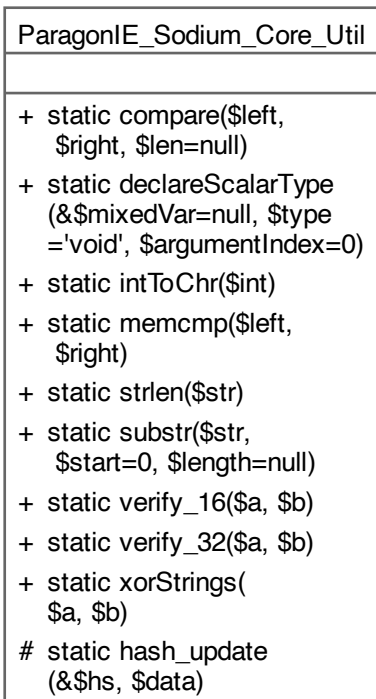 ParagonIE_Sodium_Core_Util
+ static compare($left,
$right, $len=null)
+ static declareScalarType
(&$mixedVar=null, $type
='void', $argumentIndex=0)
+ static intToChr($int)
+ static memcmp($left,
$right)
+ static strlen($str)
+ static substr($str,
$start=0, $length=null)
+ static verify_16($a, $b)
+ static verify_32($a, $b)
+ static xorStrings(
$a, $b)
# static hash_update
(&$hs, $data)